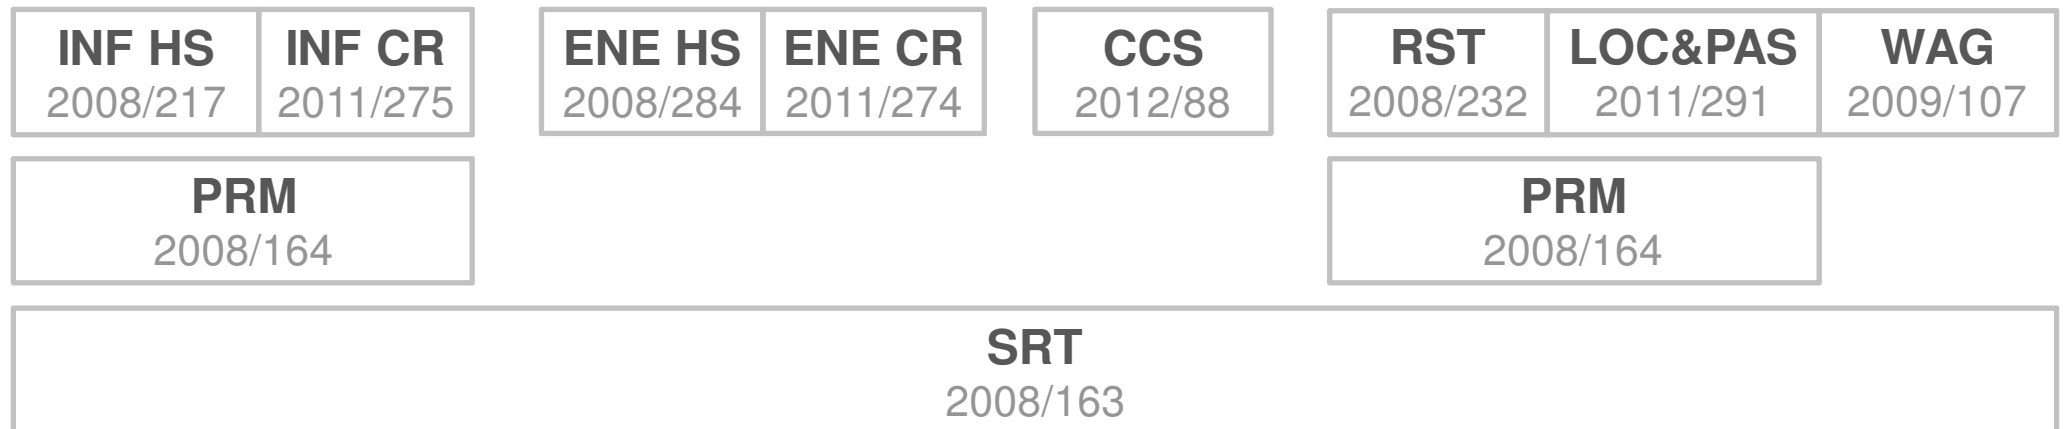 INF HS
2008/217
INF CR
2011/275
ENE HS
2008/284
ENE CR
2011/274
CCS
2012/88
RST
2008/232
LOC&PAS
2011/291
WAG
2009/107
PRM
2008/164
PRM
2008/164
SRT
2008/163